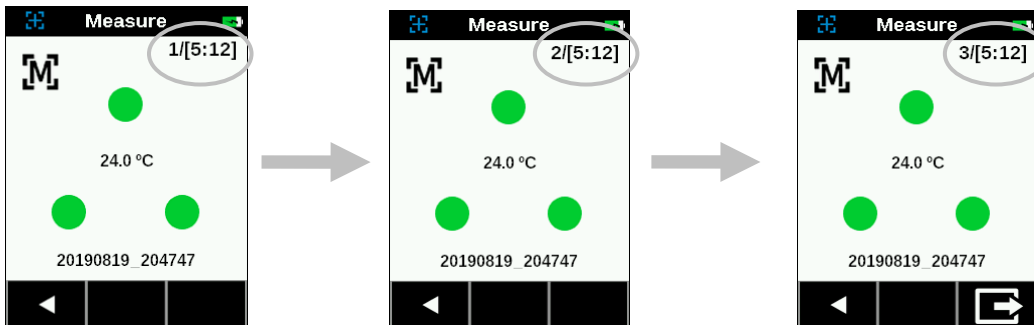 Measure
1/[5:12]
M
24.0 ºC
20190819_204747
Measure
2/[5:12]
M
24.0 ºC
20190819_204747
Measure
3/[5:12]
M
24.0 ºC
20190819_204747